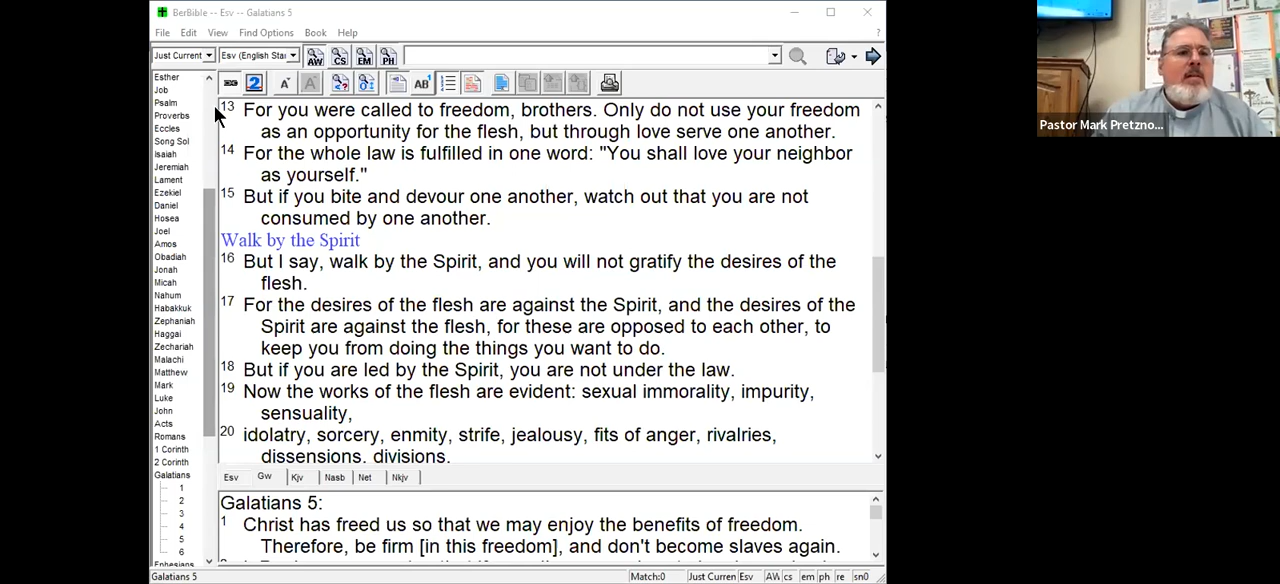 BerBible -- Esv -- Galatians 5
File Edit View Find Options Book Help ?
Just Current Esv (English Star AW CS EM PH
2 A A AB
Esther
Job
Psalm
Proverbs
Eccles
Song Sol
Isaiah
Jeremiah
Lament
Ezekiel
Daniel
Hosea
Joel
Amos
Obadiah
Jonah
Micah
Nahum
Habakkuk
Zephaniah
Haggai
Zechariah
Malachi
Matthew
Mark
Luke
John
Acts
Romans
1 Corinth
2 Corinth
Galatians
1
2
3
4
5
6
Ephesians
13 For you were called to freedom, brothers. Only do not use your freedom
as an opportunity for the flesh, but through love serve one another.
14 For the whole law is fulfilled in one word: "You shall love your neighbor
as yourself."
15 But if you bite and devour one another, watch out that you are not
consumed by one another.
Walk by the Spirit
16 But I say, walk by the Spirit, and you will not gratify the desires of the
flesh.
17 For the desires of the flesh are against the Spirit, and the desires of the
Spirit are against the flesh, for these are opposed to each other, to
keep you from doing the things you want to do.
18 But if you are led by the Spirit, you are not under the law.
19 Now the works of the flesh are evident: sexual immorality, impurity,
sensuality,
20 idolatry, sorcery, enmity, strife, jealousy, fits of anger, rivalries,
dissensions, divisions,
Esv Gw Kjv Nasb Net Nkjv
Galatians 5:
1 Christ has freed us so that we may enjoy the benefits of freedom.
Therefore, be firm [in this freedom], and don't become slaves again.
Galatians 5 Match:0 Just Curren Esv AW cs em ph re sn0
Pastor Mark Pretzno...